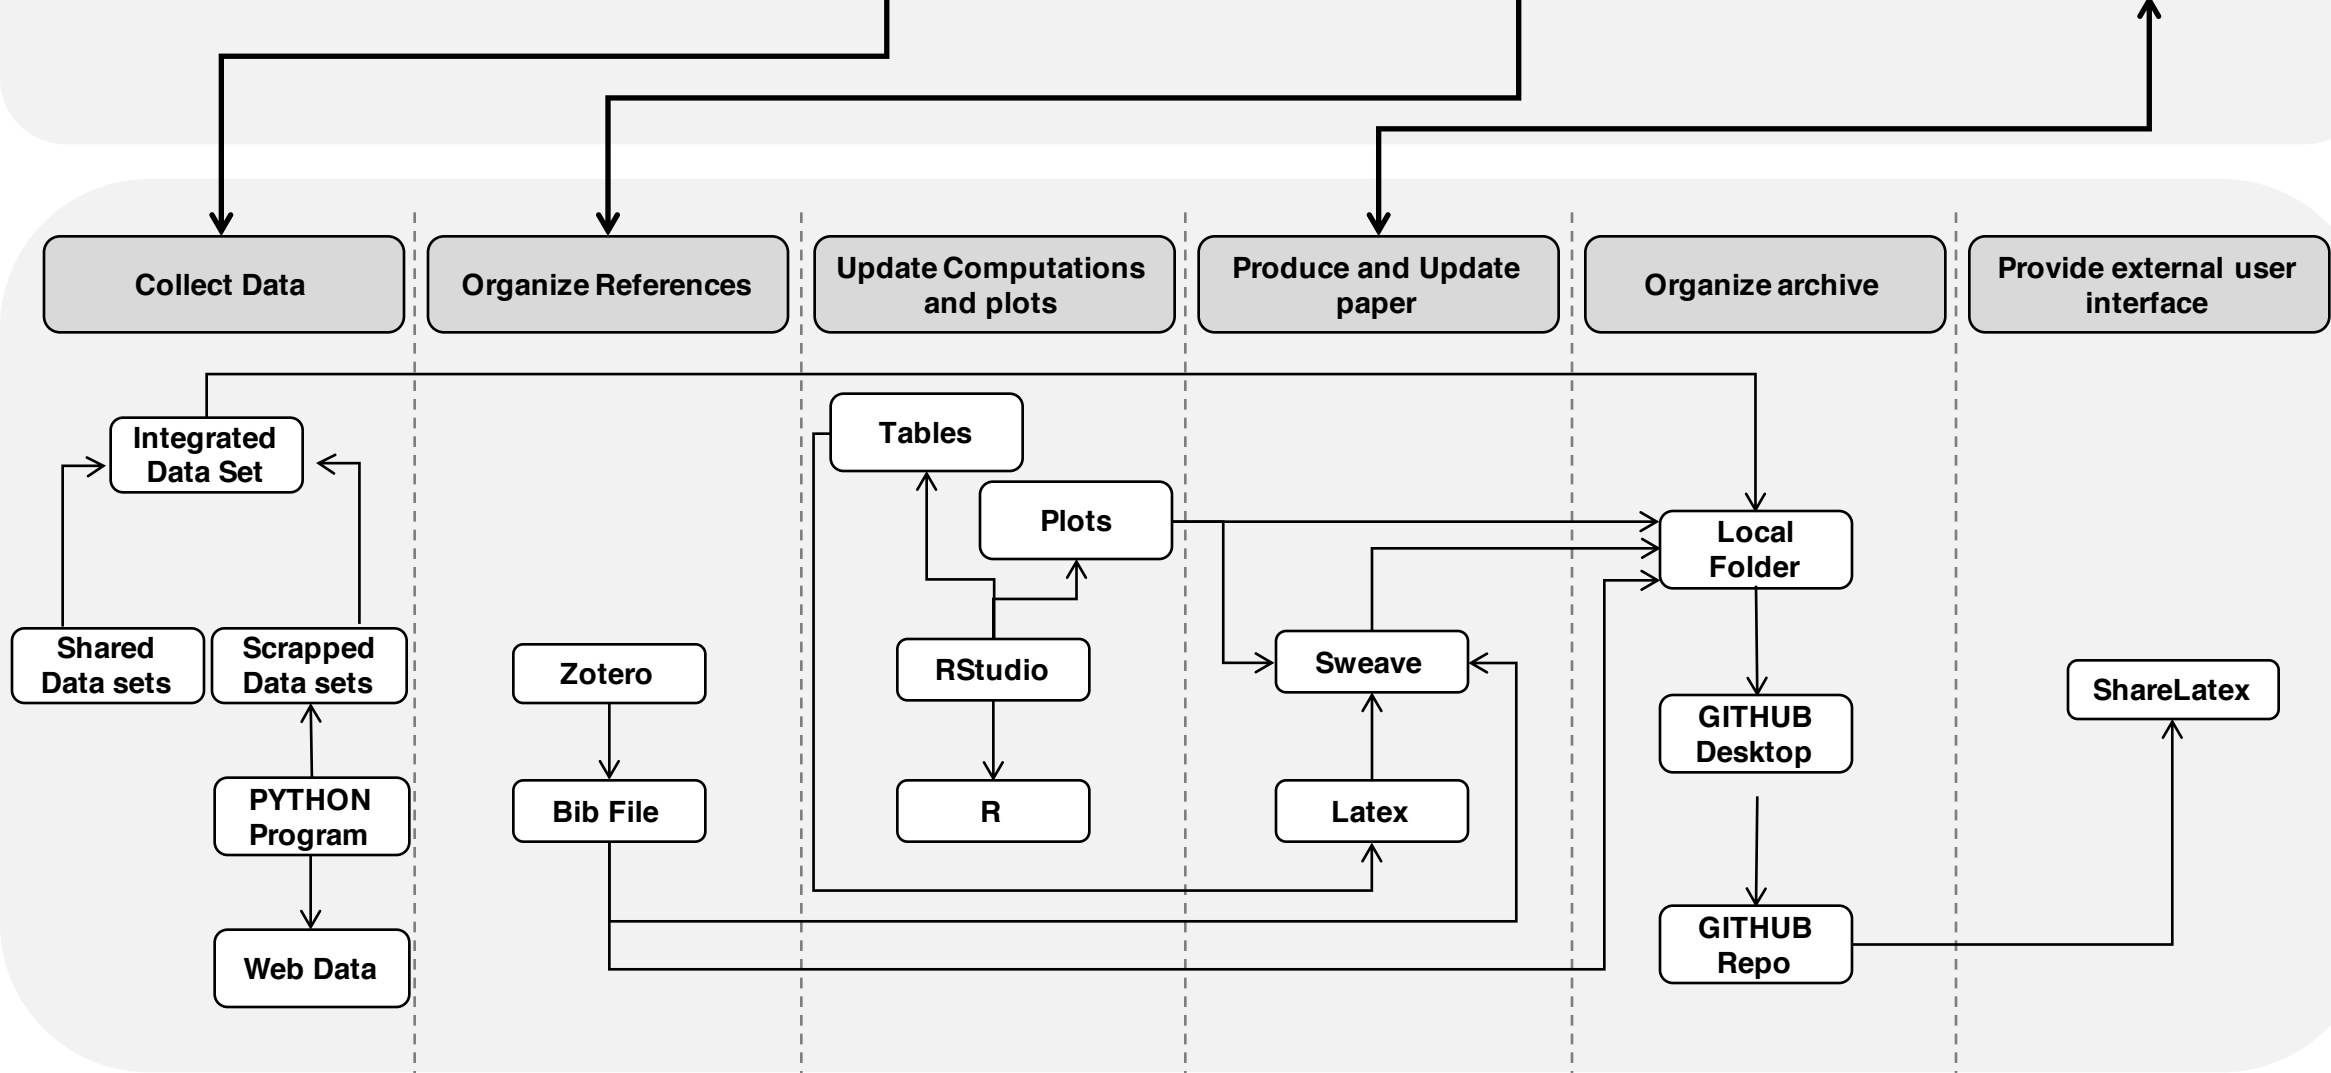 Collect Data
Organize References
Update Computations
and plots
Produce and Update
paper
Organize archive
Provide external user
interface
Integrated
Data Set
Shared
Data sets
Scrapped
Data sets
PYTHON
Program
Web Data
Zotero
Bib File
Tables
Plots
RStudio
R
Sweave
Latex
Local
Folder
GITHUB
Desktop
GITHUB
Repo
ShareLatex